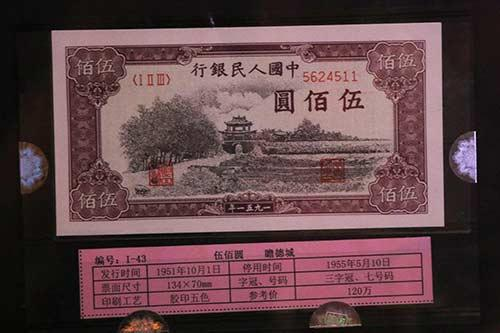 伍佰
伍佰
中國人民銀行
〈I II III〉 5624511
伍佰圓
伍佰
伍佰
一九五一年
编号：I-43 伍佰圆 瞻德城
发行时间 1951年10月1日 停用时间 1955年5月10日
票面尺寸 134×70mm 字冠、号码 三字冠、七号码
印刷工艺 胶印五色 参考价 120万